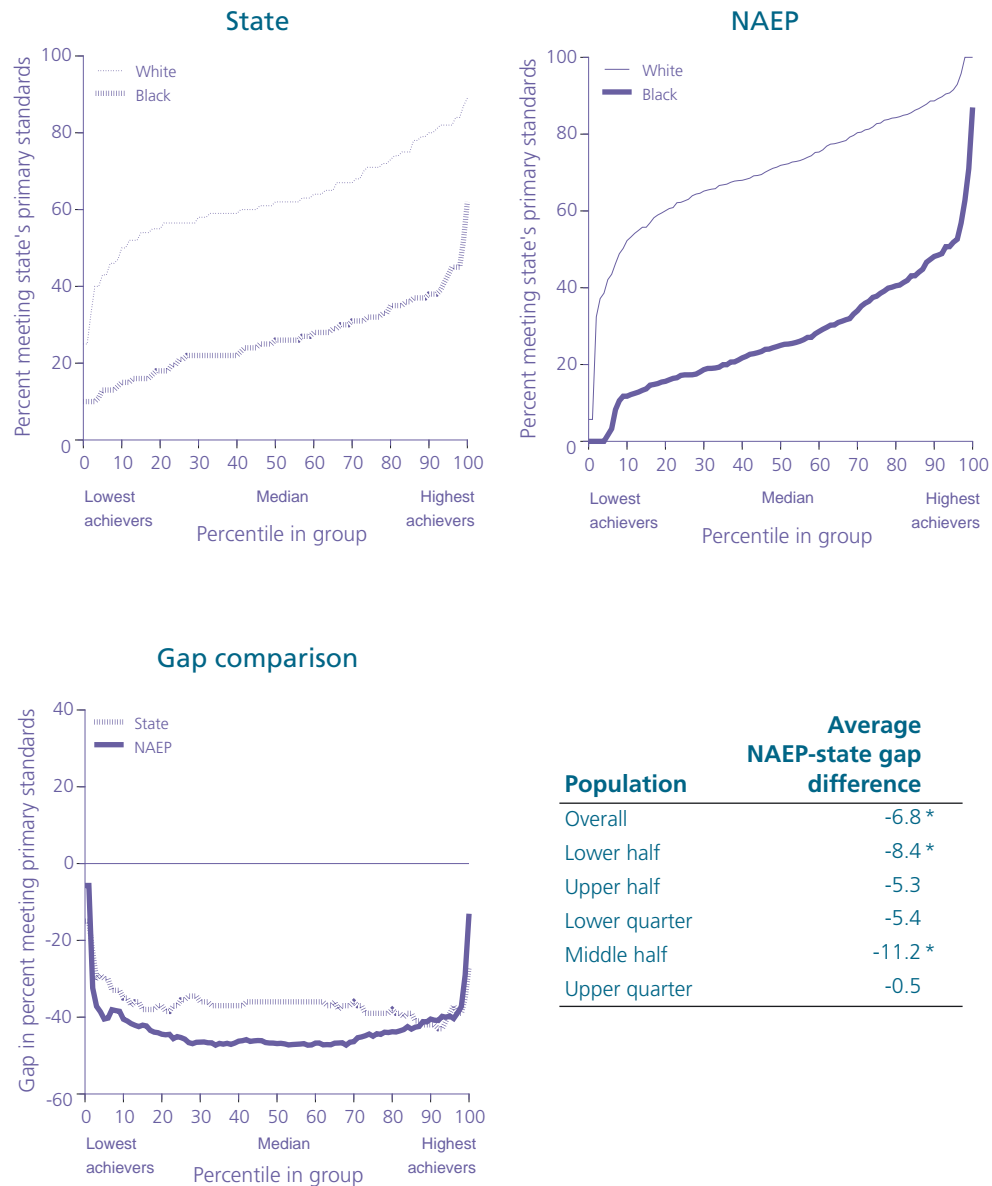 State
Percent meeting state's primary standards
100
80
60
40
20
0
White
Black
0 10 20 30 40 50 60 70 80 90 100
Lowest achievers
Median
Highest achievers
Percentile in group
NAEP
Percent meeting state's primary standards
100
80
60
40
20
0
White
Black
0 10 20 30 40 50 60 70 80 90 100
Lowest achievers
Median
Highest achievers
Percentile in group
Gap comparison
Gap in percent meeting primary standards
40
20
0
-20
-40
-60
State
NAEP
0 10 20 30 40 50 60 70 80 90 100
Lowest achievers
Median
Highest achievers
Percentile in group
Average
NAEP-state gap
Population difference
Overall -6.8 *
Lower half -8.4 *
Upper half -5.3
Lower quarter -5.4
Middle half -11.2 *
Upper quarter -0.5